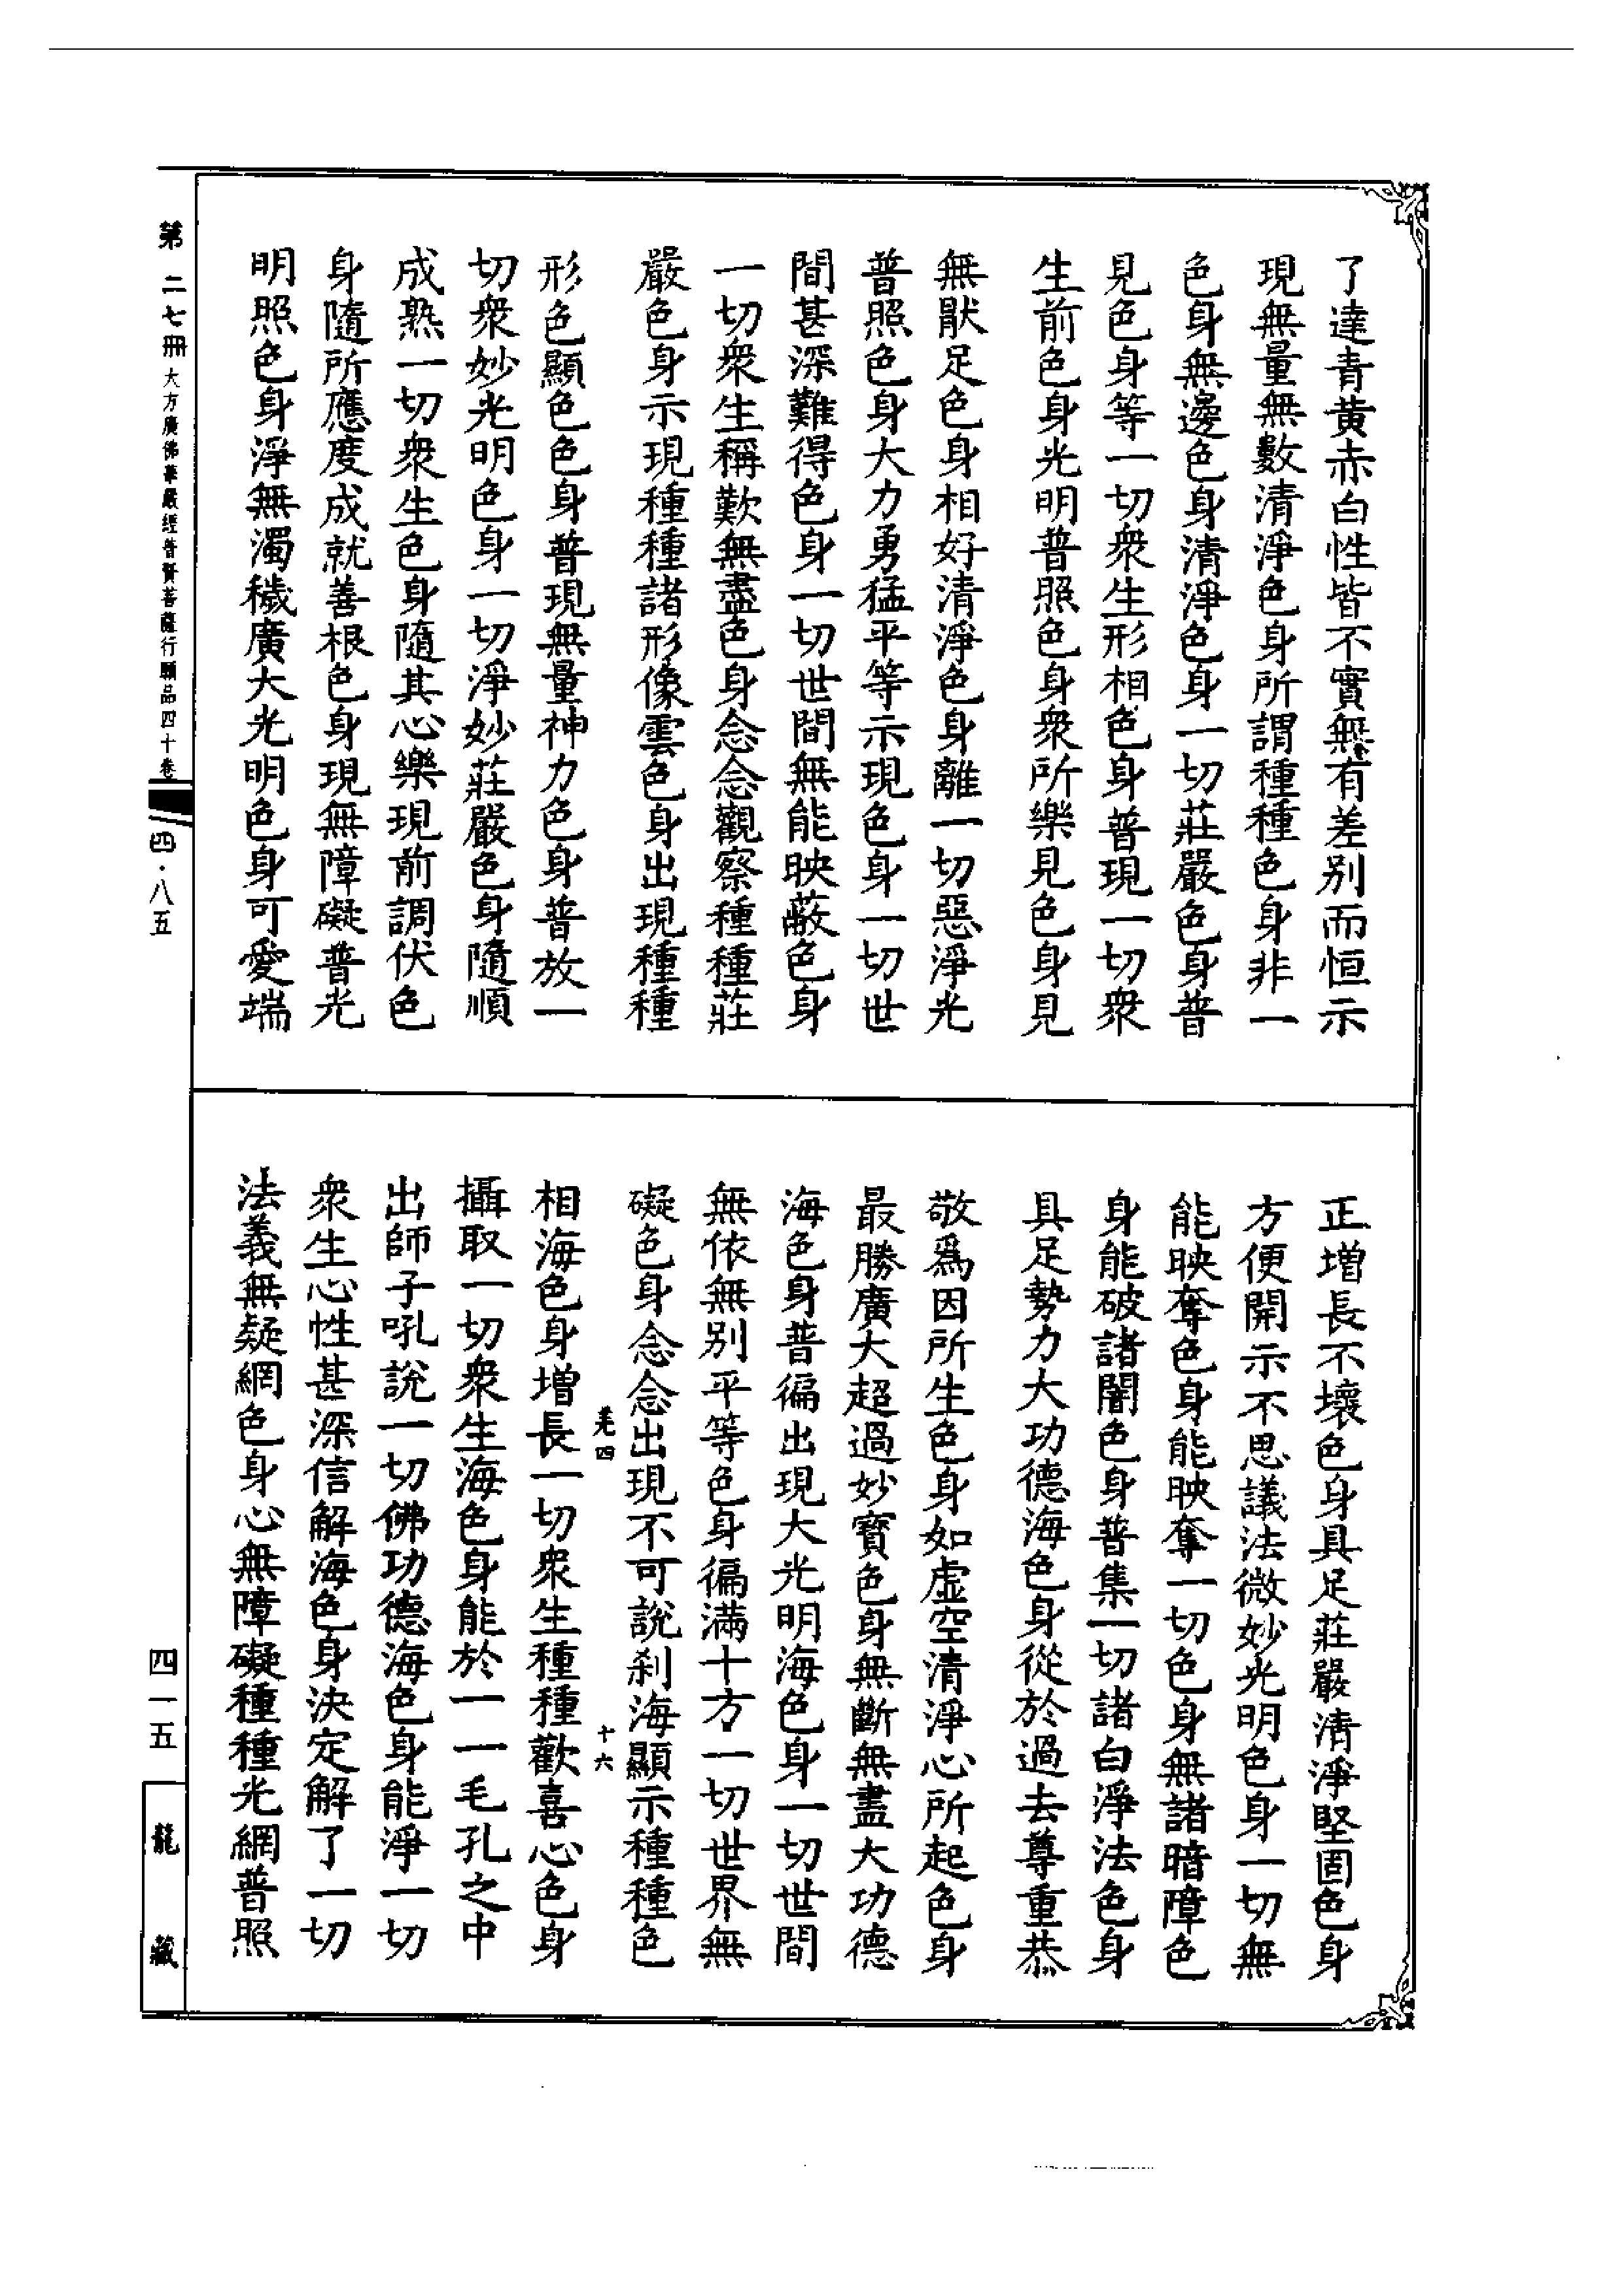 了達青黃赤白性皆不實無有差别而恒示
現無量無數清淨色身所謂種種色身非一
色身無邊色身清淨色身一切莊嚴色身普
見色身等一切衆生形相色身普現一切衆
生前色身光明普照色身衆所樂見色身見
無猒足色身相好清淨色身離一切惡淨光
普照色身大力勇猛平等示現色身一切世
間甚深難得色身一切世間無能映蔽色身
一切衆生稱歎無盡色身念念觀察種種莊
嚴色身示現種種諸形像雲色身出現種種
形色顯色色身普現無量神力色身普放一
切衆妙光明色身一切淨妙莊嚴色身隨順
成熟一切衆生色身隨其心樂現前調伏色
身隨所應度成就善根色身現無障礙普光
明照色身淨無濁穢廣大光明色身可愛端
正增長不壞色身具足莊嚴清淨堅固色身
方便開示不思議法微妙光明色身一切無
能映奪色身能映奪一切色身無諸暗障色
身能破諸闇色身普集一切諸白淨法色身
具足勢力大功德海色身從於過去尊重恭
敬爲因所生色身如虛空清淨心所起色身
最勝廣大超過妙寳色身無斷無盡大功德
海色身普徧出現大光明海色身一切世間
無依無别平等色身徧滿十方一切世界無
礙色身念念出現不可說刹海顯示種種色
羌四 十六
相海色身增長一切衆生種種歡喜心色身
攝取一切衆生海色身能於一一毛孔之中
出師子吼說一切佛功德海色身能淨一切
衆生心性甚深信解海色身決定解了一切
法義無疑網色身心無障礙種種光網普照
第二七冊 大方廣佛華嚴經普賢菩薩行願品四十卷 四·八五
四一五
龍藏